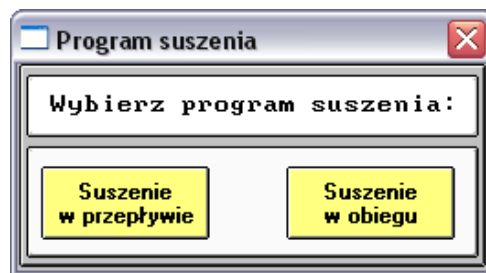 Program suszenia
Wybierz program suszenia:
Suszenie
w przepływie
Suszenie
w obiegu